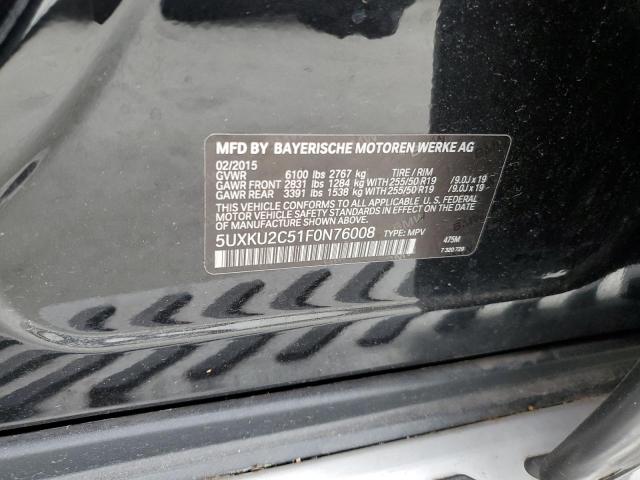 MFD BY BAYERISCHE MOTOREN WERKE AG
02/2015
GVWR 6100 lbs 2767 kg TIRE / RIM
GAWR FRONT 2831 lbs 1284 kg WITH 255/50 R19 /9.0J x 19
GAWR REAR 3391 lbs 1538 kg WITH 255/50 R19 /9.0J x 19
THIS VEHICLE CONFORMS TO ALL APPLICABLE U.S. FEDERAL
MOTOR VEHICLE SAFETY STANDARDS IN EFFECT ON THE
DATE OF MANUFACTURE SHOWN ABOVE.
5UXKU2C51F0N76008 TYPE: MPV 475M
7 320 729